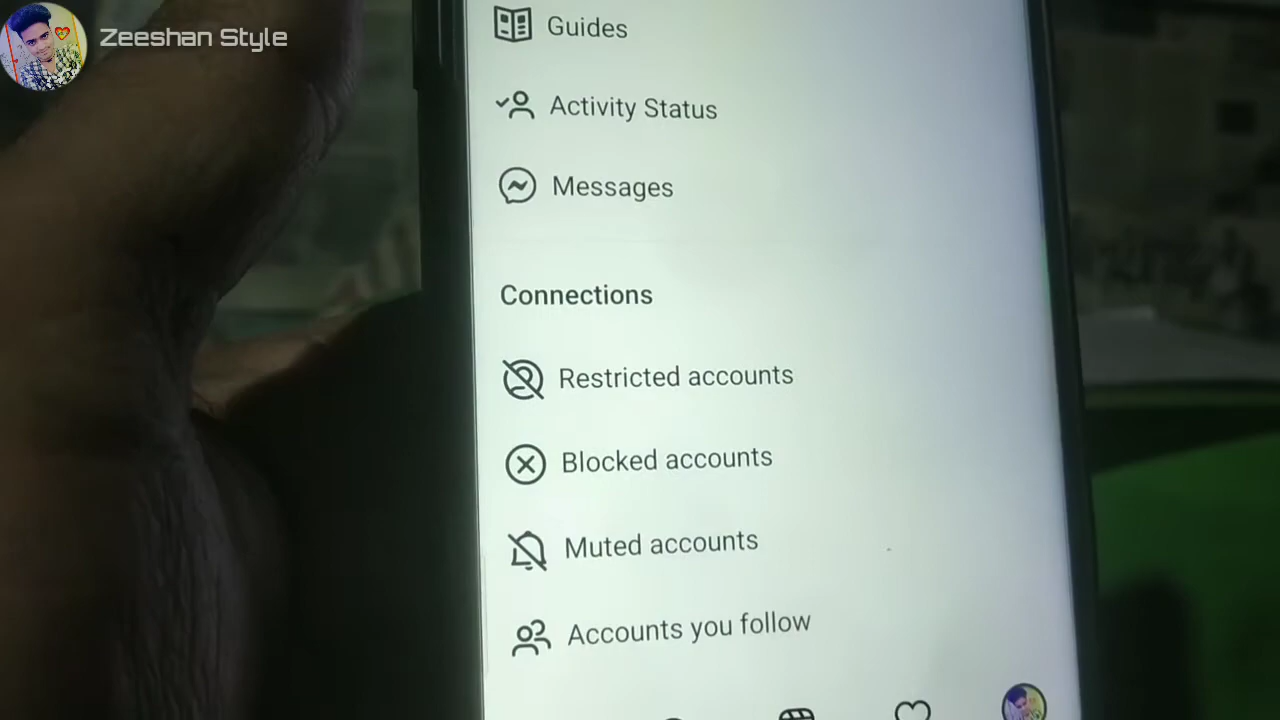 Zeeshan Style
Guides
Activity Status
Messages
Connections
Restricted accounts
Blocked accounts
Muted accounts
Accounts you follow